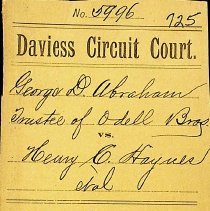 No. 5996 725
Daviess Circuit Court.
George D. Abraham
Trustee of Odell Bros.
vs.
Henry C. Haynes
etal